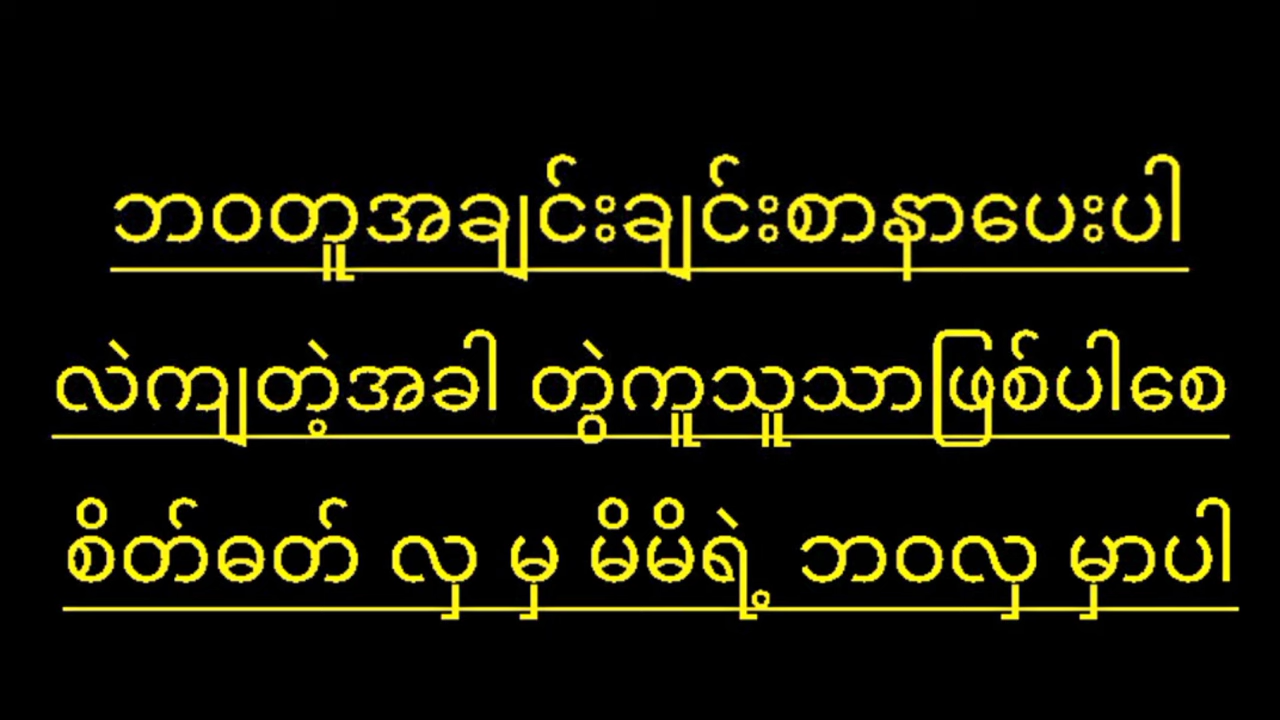 ဘဝတူအချင်းချင်းစာနာပေးပါ
လဲကျတဲ့အခါ တွဲကူသူသာဖြစ်ပါစေ
စိတ်ဓတ် လှ မှ မိမိရဲ့ ဘဝလှ မှာပါ